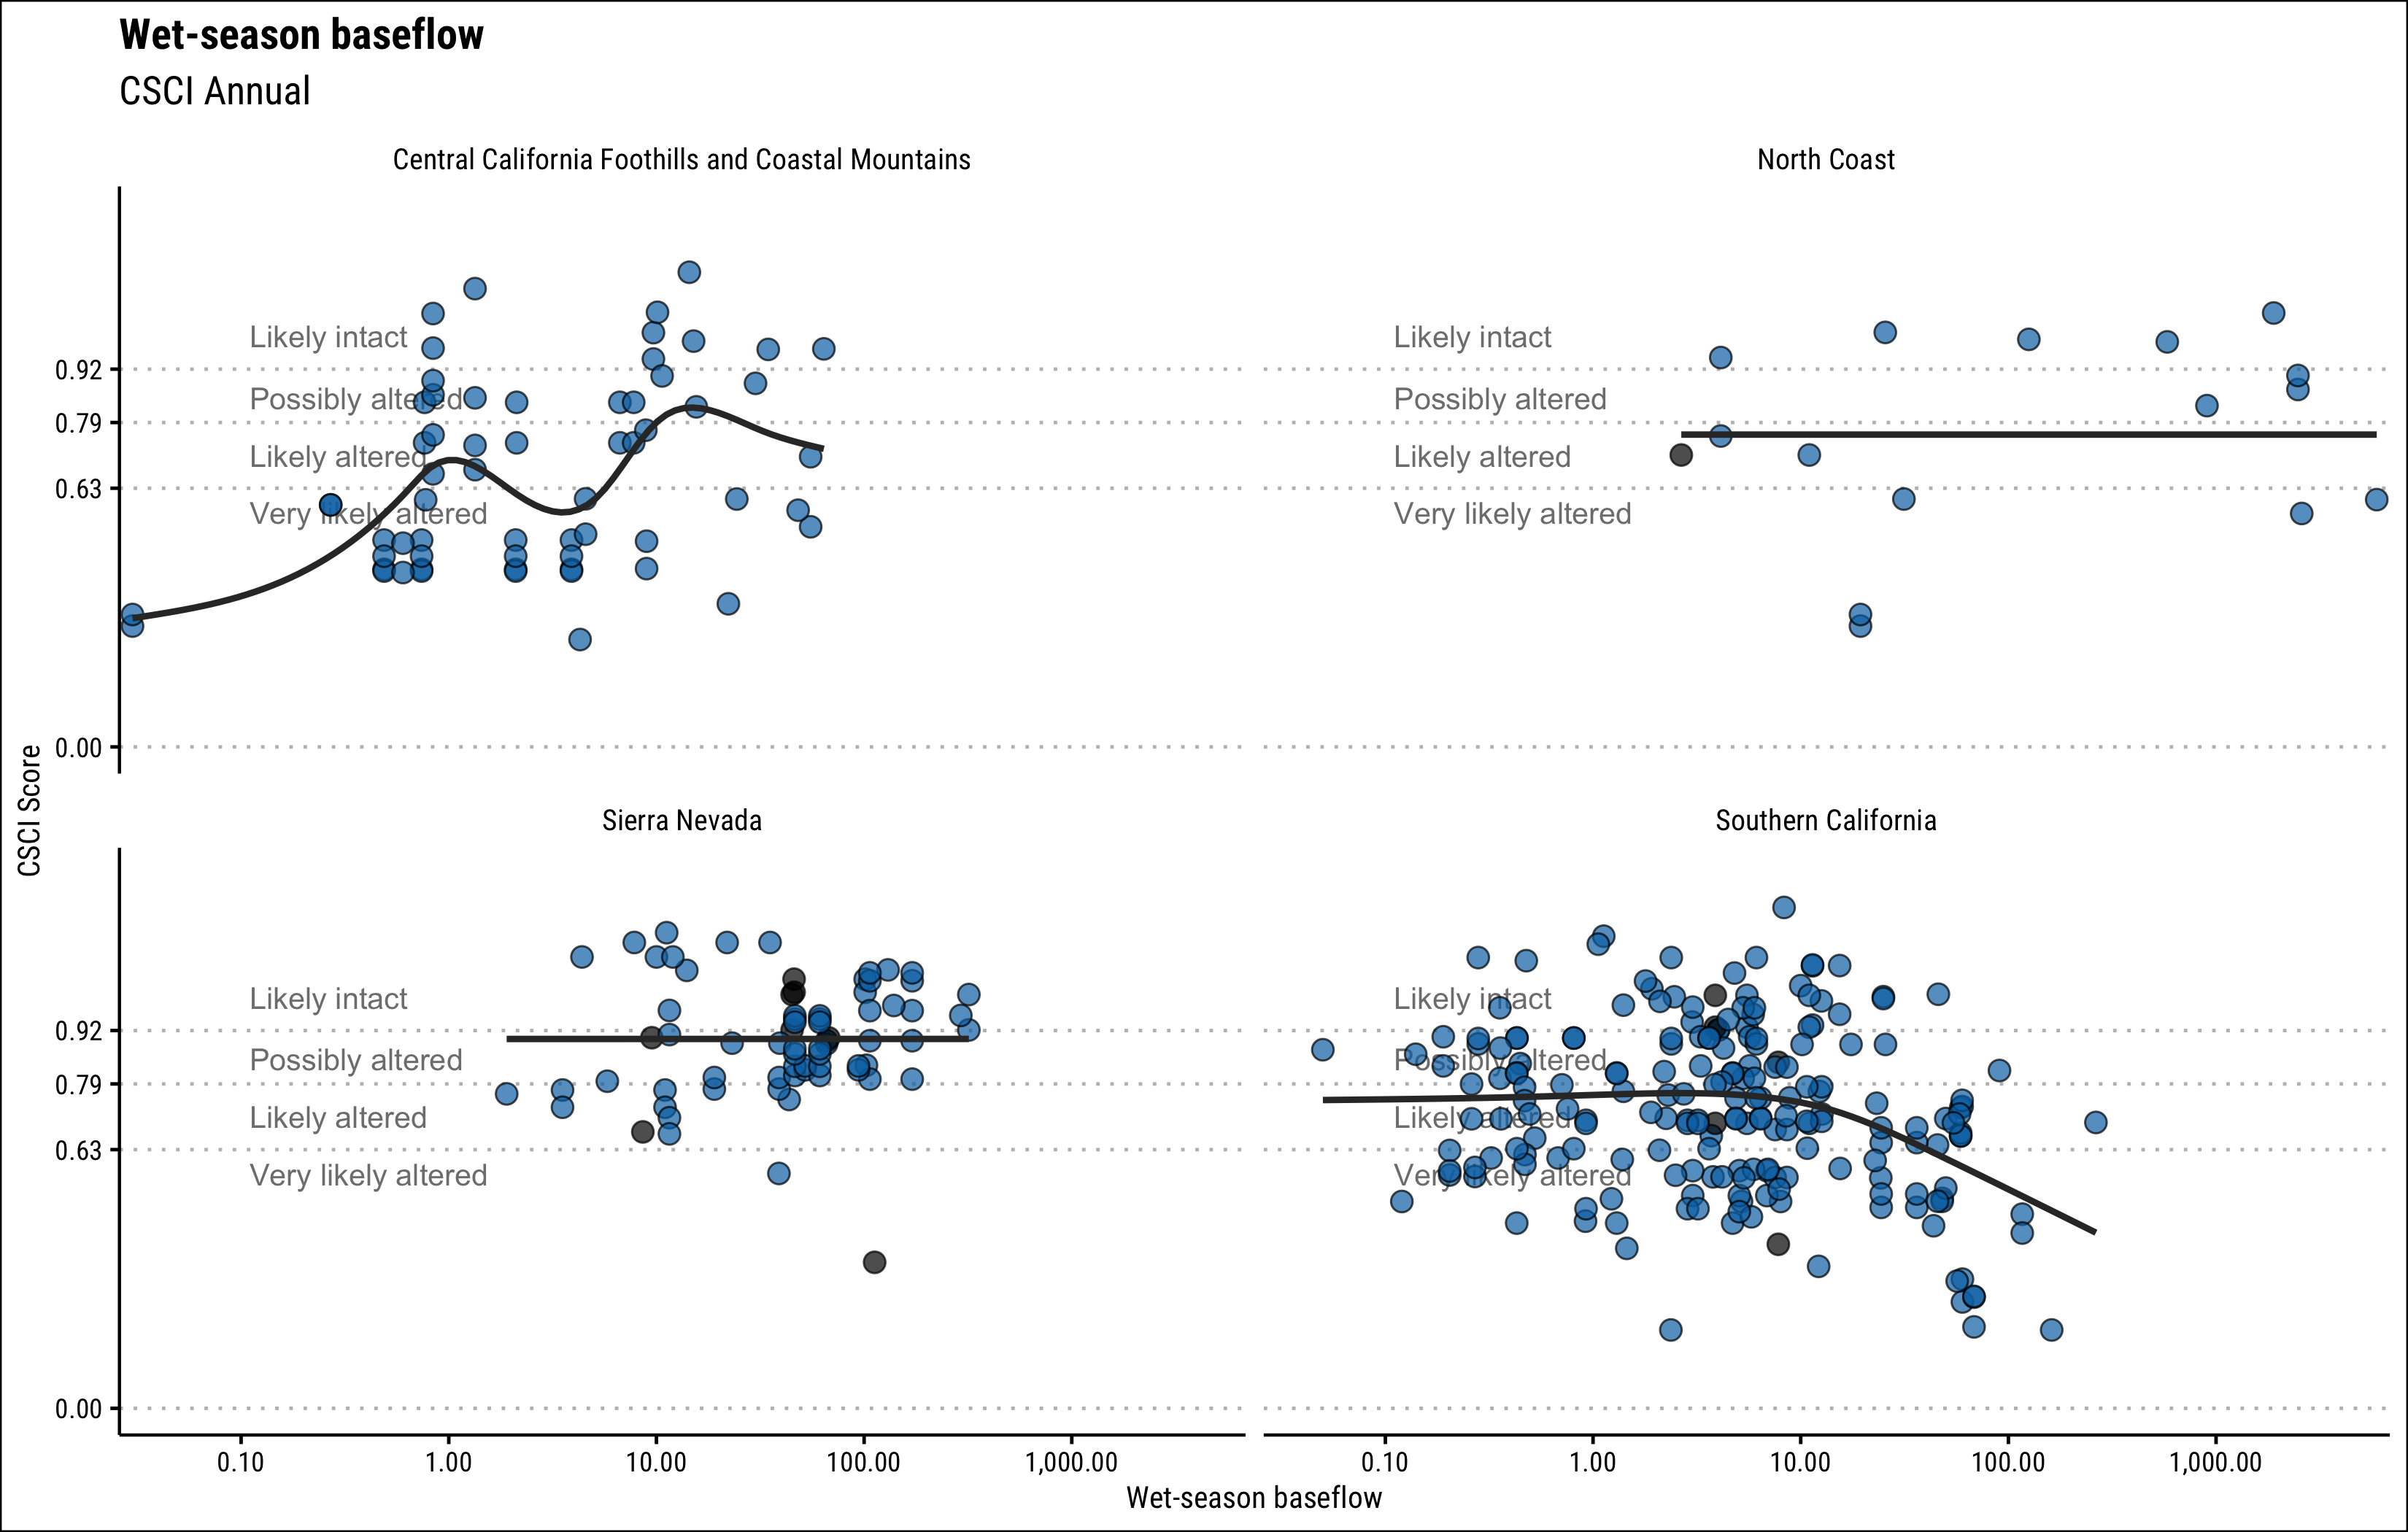 Wet-season baseflow
CSCI Annual
Central California Foothills and Coastal Mountains
North Coast
Likely intact
Likely intact
0.92
Possibly altered
Possibly altered
0.79
Likely altered
Likely altered
0.63
Very likely altered
Very likely altered
0.00
CSCI Score
Sierra Nevada
Southern California
Likely intact
Likely intact
0.92
Possibly altered
Possibly altered
0.79
Likely altered
Likely altered
0.63
Very likely altered
Very likely altered
0.00
0.10 1.00 10.00 100.00 1,000.00
0.10 1.00 10.00 100.00 1,000.00
Wet-season baseflow